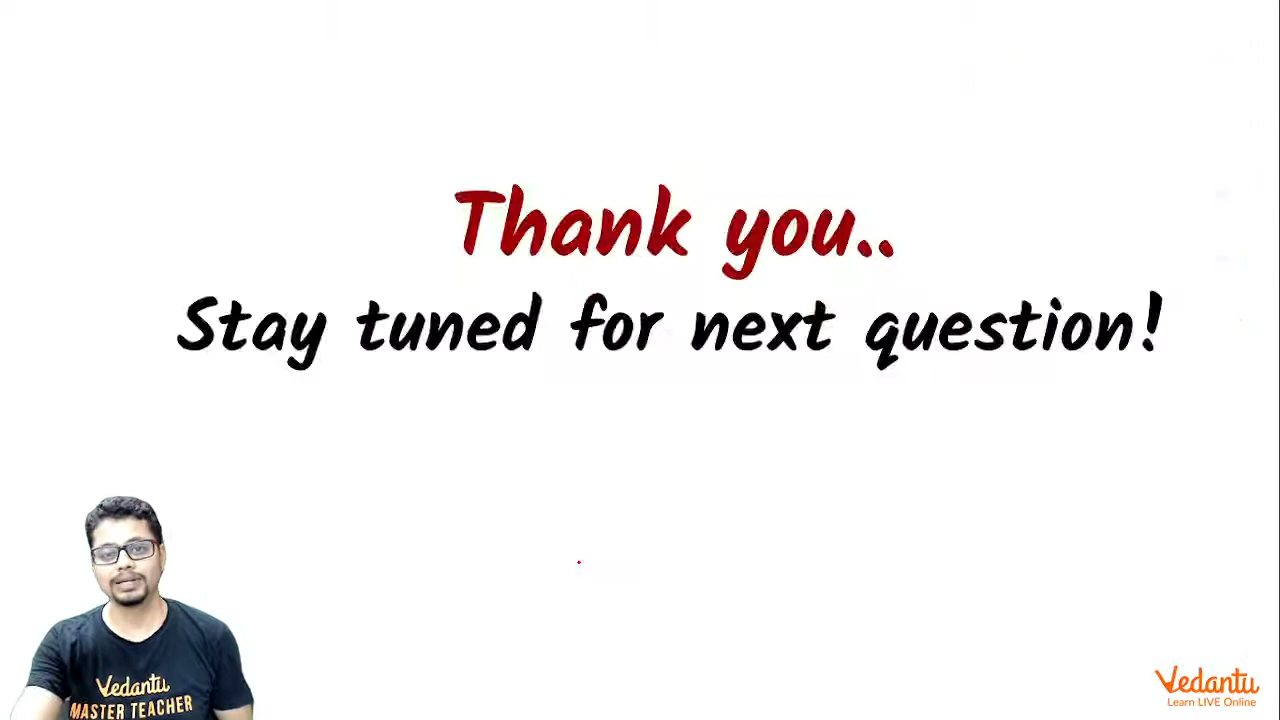 Thank you..
Stay tuned for next question!
Vedantu
MASTER TEACHER
Vedantu
Learn LIVE Online